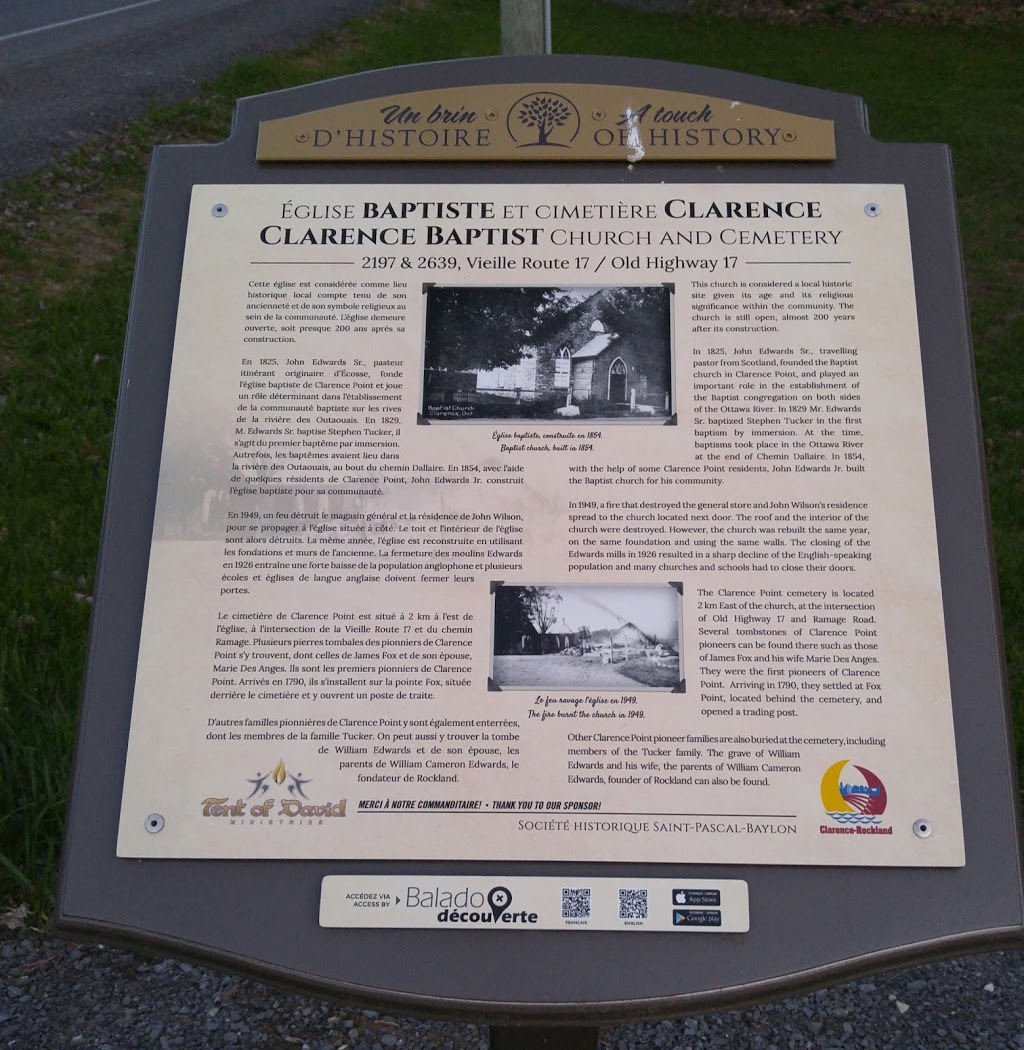 Un brin
D'HISTOIRE
A touch
OF HISTORY
ÉGLISE BAPTISTE ET CIMETIÈRE CLARENCE
CLARENCE BAPTIST CHURCH AND CEMETERY
2197 & 2639, Vieille Route 17 / Old Highway 17
Cette église est considérée comme lieu
historique local compte tenu de son
ancienneté et de son symbole religieux au
sein de la communauté. L'église demeure
ouverte, soit presque 200 ans après sa
construction.
En 1825, John Edwards Sr., pasteur
itinérant originaire d'Écosse, fonde
l'église baptiste de Clarence Point et joue
un rôle déterminant dans l'établissement
de la communauté baptiste sur les rives
de la rivière des Outaouais. En 1829,
M. Edwards Sr. baptise Stephen Tucker, il
s'agit du premier baptême par immersion.
Autrefois, les baptêmes avaient lieu dans
la rivière des Outaouais, au bout du chemin Dallaire. En 1854, avec l'aide
de quelques résidents de Clarence Point, John Edwards Jr. construit
l'église baptiste pour sa communauté.
En 1949, un feu détruit le magasin général et la résidence de John Wilson,
pour se propager à l'église située à côté. Le toit et l'intérieur de l'église
sont alors détruits. La même année, l'église est reconstruite en utilisant
les fondations et murs de l'ancienne. La fermeture des moulins Edwards
en 1926 entraîne une forte baisse de la population anglophone et plusieurs
écoles et églises de langue anglaise doivent fermer leurs
portes.
Le cimetière de Clarence Point est situé à 2 km à l'est de
l'église, à l'intersection de la Vieille Route 17 et du chemin
Ramage. Plusieurs pierres tombales des pionniers de Clarence
Point s'y trouvent, dont celles de James Fox et de son épouse,
Marie Des Anges. Ils sont les premiers pionniers de Clarence
Point. Arrivés en 1790, ils s'installent sur la pointe Fox, située
derrière le cimetière et y ouvrent un poste de traite.
D'autres familles pionnières de Clarence Point y sont également enterrées,
dont les membres de la famille Tucker. On peut aussi y trouver la tombe
de William Edwards et de son épouse, les
parents de William Cameron Edwards, le
fondateur de Rockland.
Baptist Church
Clarence, Ont
Église baptiste, construite en 1854.
Baptist church, built in 1854.
This church is considered a local historic
site given its age and its religious
significance within the community. The
church is still open, almost 200 years
after its construction.
In 1825, John Edwards Sr., travelling
pastor from Scotland, founded the Baptist
church in Clarence Point, and played an
important role in the establishment of
the Baptist congregation on both sides
of the Ottawa River. In 1829 Mr. Edwards
Sr. baptized Stephen Tucker in the first
baptism by immersion. At the time,
baptisms took place in the Ottawa River
at the end of Chemin Dallaire. In 1854,
with the help of some Clarence Point residents, John Edwards Jr. built
the Baptist church for his community.
In 1949, a fire that destroyed the general store and John Wilson's residence
spread to the church located next door. The roof and the interior of the
church were destroyed. However, the church was rebuilt the same year,
on the same foundation and using the same walls. The closing of the
Edwards mills in 1926 resulted in a sharp decline of the English-speaking
population and many churches and schools had to close their doors.
Le feu ravage l'église en 1949.
The fire burnt the church in 1949.
The Clarence Point cemetery is located
2 km East of the church, at the intersection
of Old Highway 17 and Ramage Road.
Several tombstones of Clarence Point
pioneers can be found there such as those
of James Fox and his wife Marie Des Anges.
They were the first pioneers of Clarence
Point. Arriving in 1790, they settled at Fox
Point, located behind the cemetery, and
opened a trading post.
Other Clarence Point pioneer families are also buried at the cemetery, including
members of the Tucker family. The grave of William
Edwards and his wife, the parents of William Cameron
Edwards, founder of Rockland can also be found.
Tent of David
MINISTRIES
MERCI À NOTRE COMMANDITAIRE! • THANK YOU TO OUR SPONSOR!
SOCIÉTÉ HISTORIQUE SAINT-PASCAL-BAYLON
Clarence-Rockland
ACCÉDEZ VIA
ACCESS BY
Balado
découverte
FRANCAIS
ENGLISH
App Store
Google play